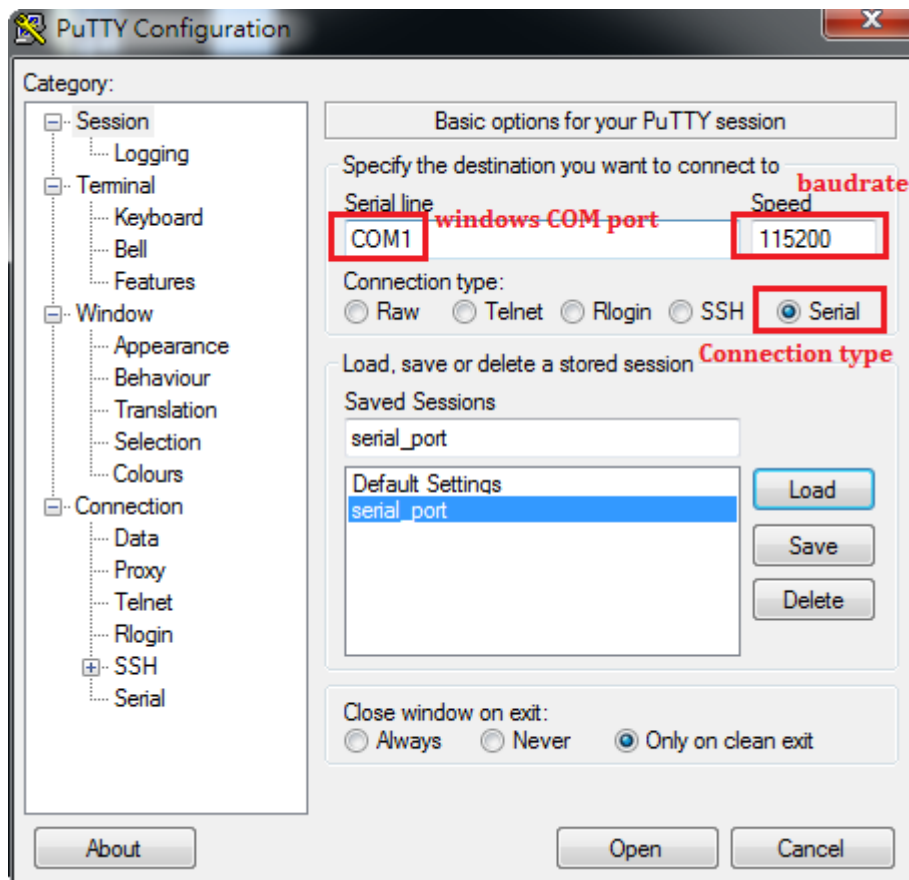 PuTTY Configuration
X
Category:
Session
Logging
Terminal
Keyboard
Bell
Features
Window
Appearance
Behaviour
Translation
Selection
Colours
Connection
Data
Proxy
Telnet
Rlogin
SSH
Serial
Basic options for your PuTTY session
Specify the destination you want to connect to
baudrate
Serial line
Speed
windows COM port
COM1
115200
Connection type:
Raw Telnet Rlogin SSH Serial
Connection type
Load, save or delete a stored session
Saved Sessions
serial_port
Default Settings
serial_port
Load
Save
Delete
Close window on exit:
Always Never Only on clean exit
About
Open
Cancel